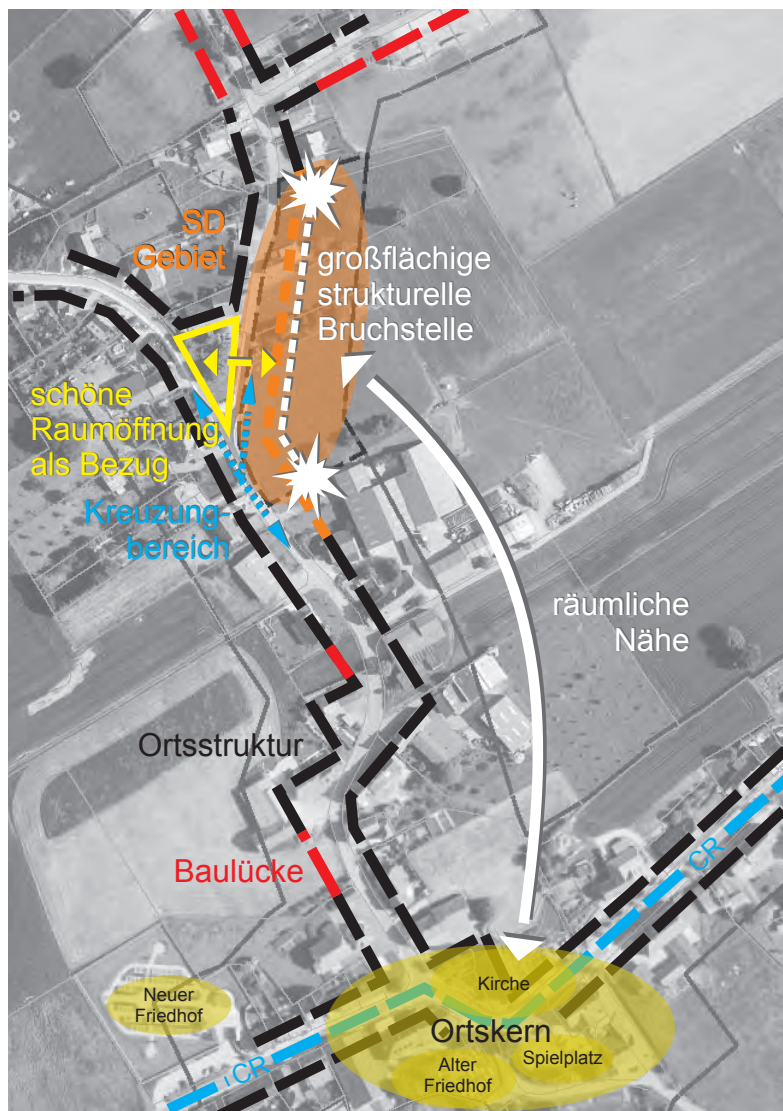 SD
Gebiet
großflächige
strukturelle
Bruchstelle
schöne
Raumöffnung
als Bezug
Kreuzung-
bereich
räumliche
Nähe
Ortsstruktur
Baulücke
CR
Kirche
Neuer
Friedhof
Ortskern
Spielplatz
Alter
Friedhof
CR